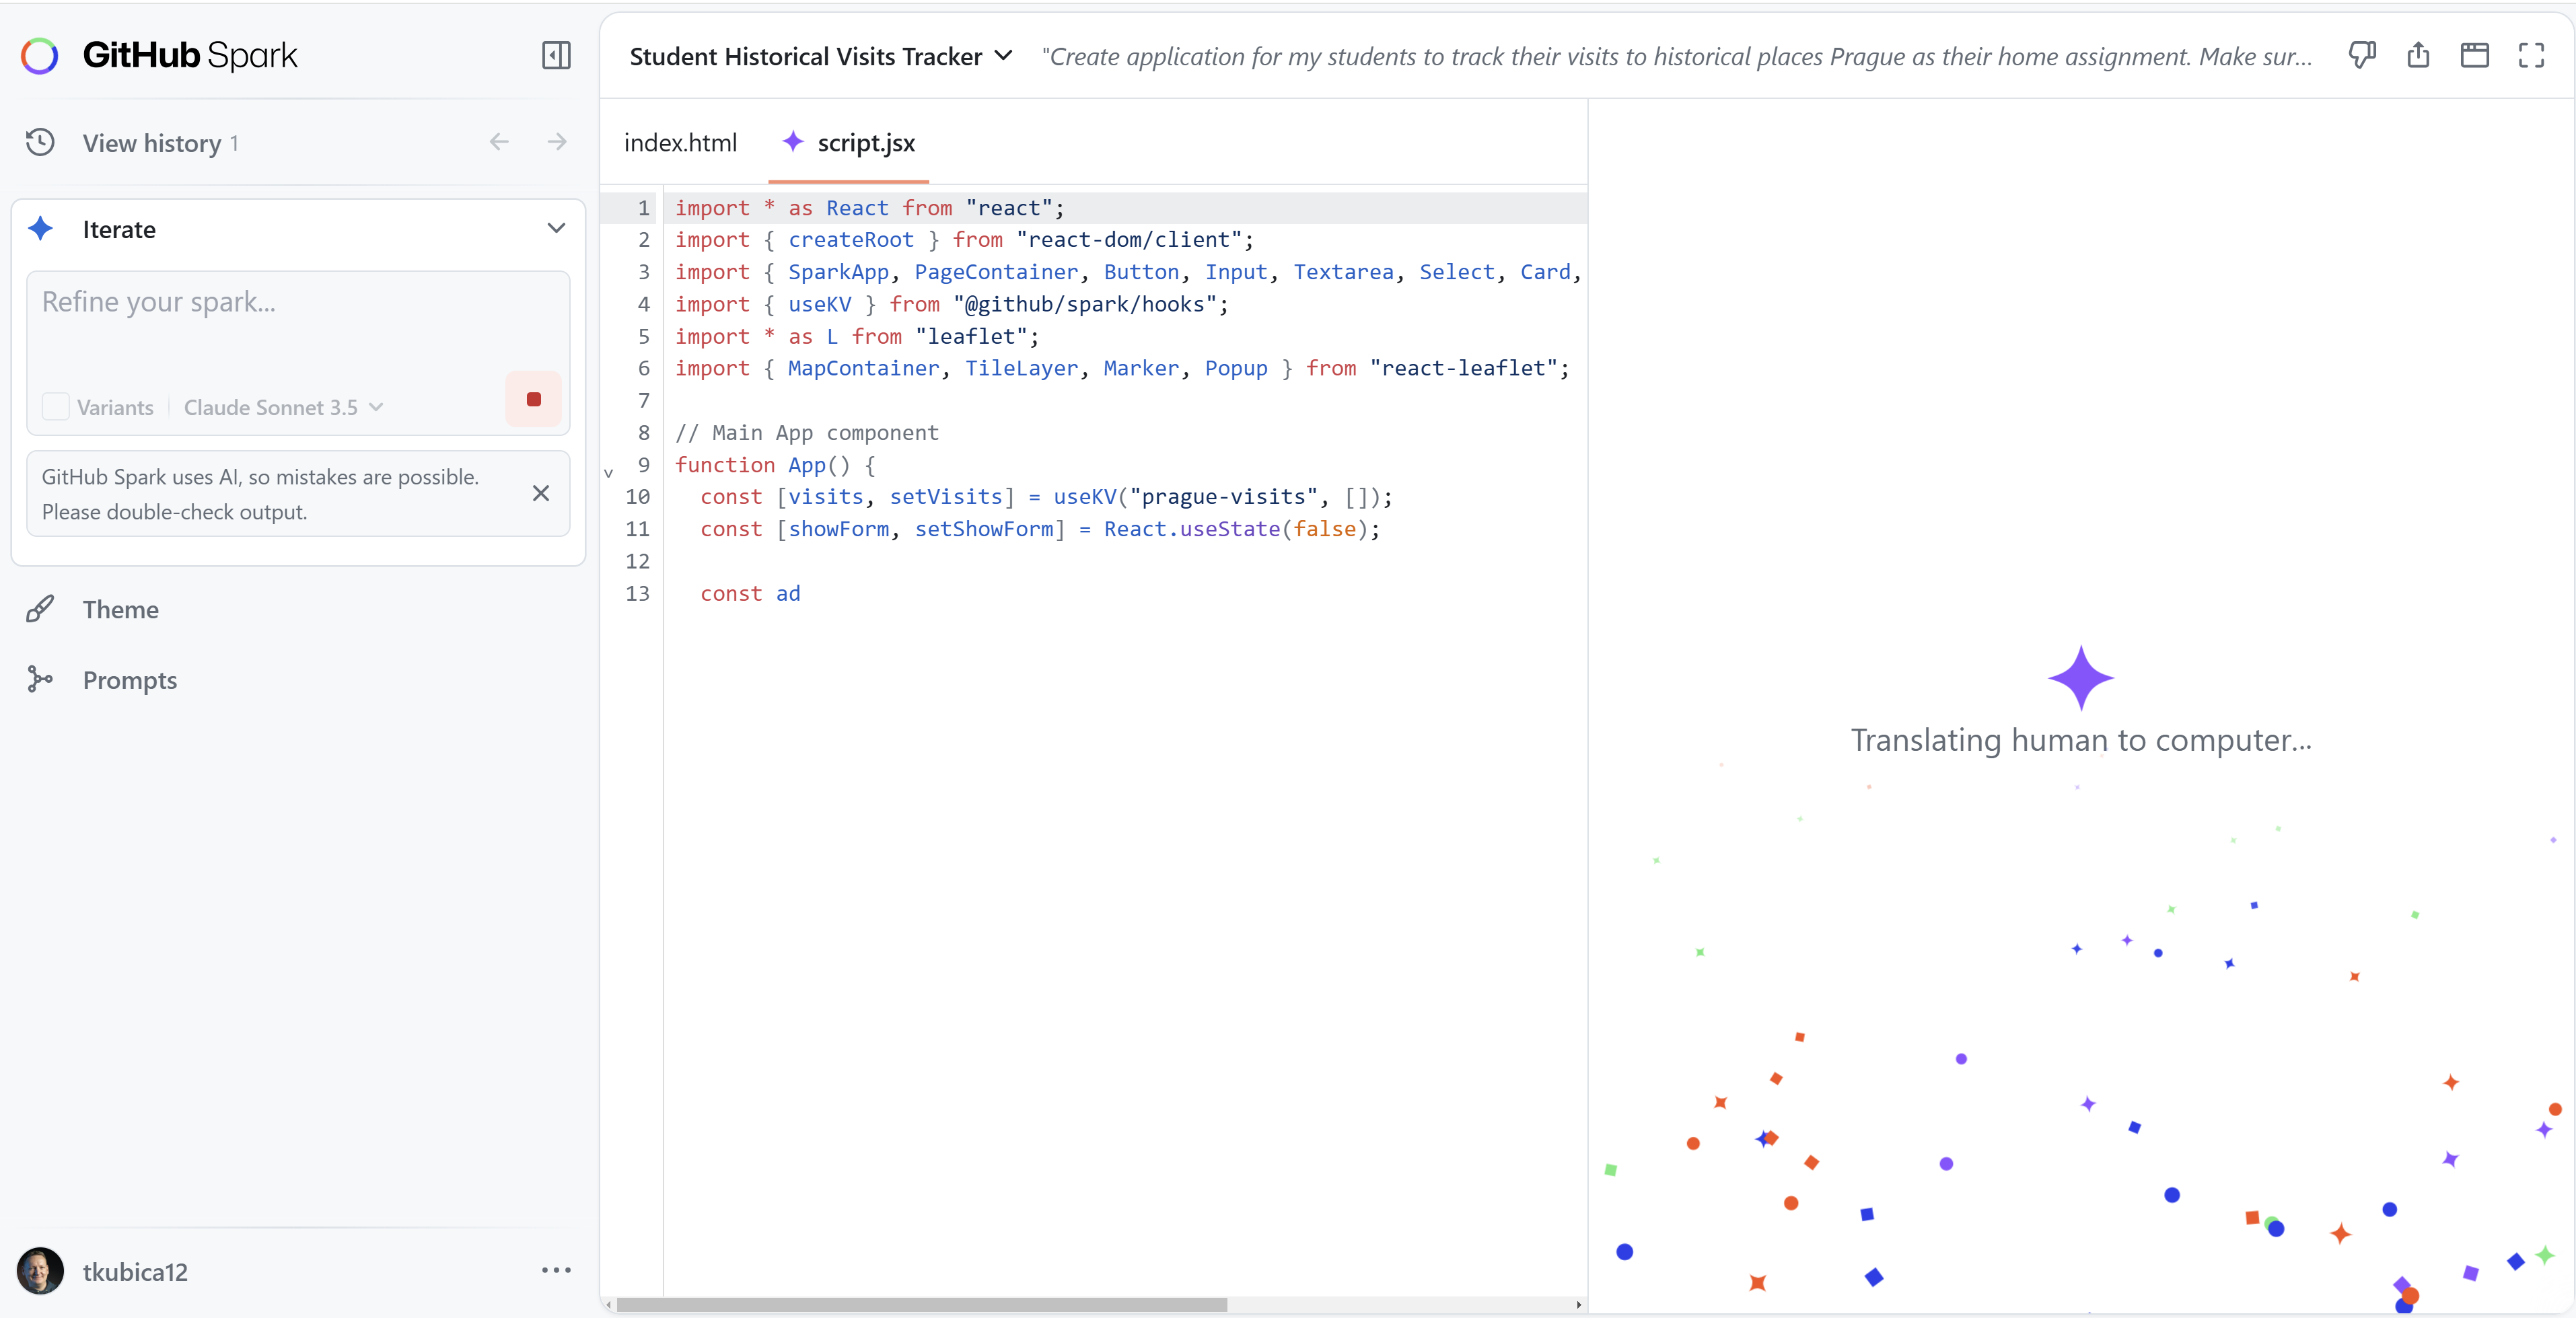 GitHub Spark
View history 1
Iterate
Refine your spark...
Variants
Claude Sonnet 3.5
GitHub Spark uses AI, so mistakes are possible.
Please double-check output.
Theme
Prompts
tkubica12
Student Historical Visits Tracker
"Create application for my students to track their visits to historical places Prague as their home assignment. Make sur...
index.html
script.jsx
1 import * as React from "react";
2 import { createRoot } from "react-dom/client";
3 import { SparkApp, PageContainer, Button, Input, Textarea, Select, Card,
4 import { useKV } from "@github/spark/hooks";
5 import * as L from "leaflet";
6 import { MapContainer, TileLayer, Marker, Popup } from "react-leaflet";
7
8 // Main App component
9 function App() {
10 const [visits, setVisits] = useKV("prague-visits", []);
11 const [showForm, setShowForm] = React.useState(false);
12
13 const ad
Translating human to computer...